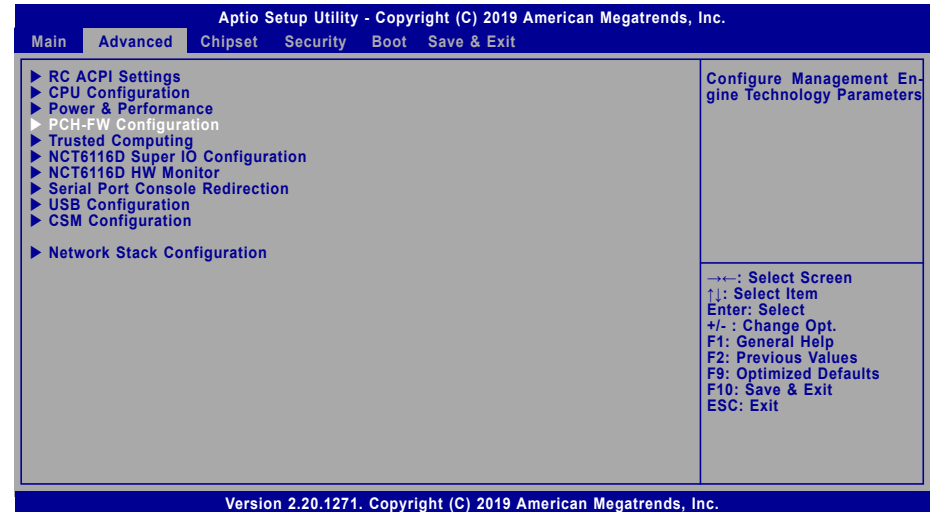 Aptio Setup Utility - Copyright (C) 2019 American Megatrends, Inc.
Main Advanced Chipset Security Boot Save & Exit
▶ RC ACPI Settings
▶ CPU Configuration
▶ Power & Performance
▶ PCH-FW Configuration
▶ Trusted Computing
▶ NCT6116D Super IO Configuration
▶ NCT6116D HW Monitor
▶ Serial Port Console Redirection
▶ USB Configuration
▶ CSM Configuration
▶ Network Stack Configuration
Configure Management En-
gine Technology Parameters
→←: Select Screen
↑↓: Select Item
Enter: Select
+/- : Change Opt.
F1: General Help
F2: Previous Values
F9: Optimized Defaults
F10: Save & Exit
ESC: Exit
Version 2.20.1271. Copyright (C) 2019 American Megatrends, Inc.